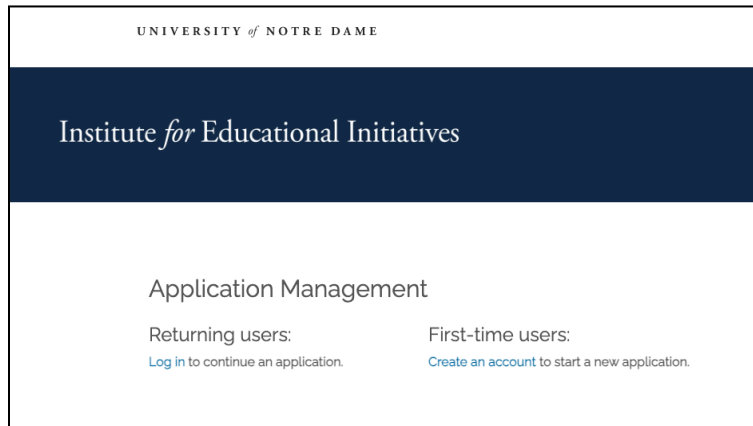 UNIVERSITY of NOTRE DAME
Institute for Educational Initiatives
Application Management
Returning users:
Log in to continue an application.
First-time users:
Create an account to start a new application.